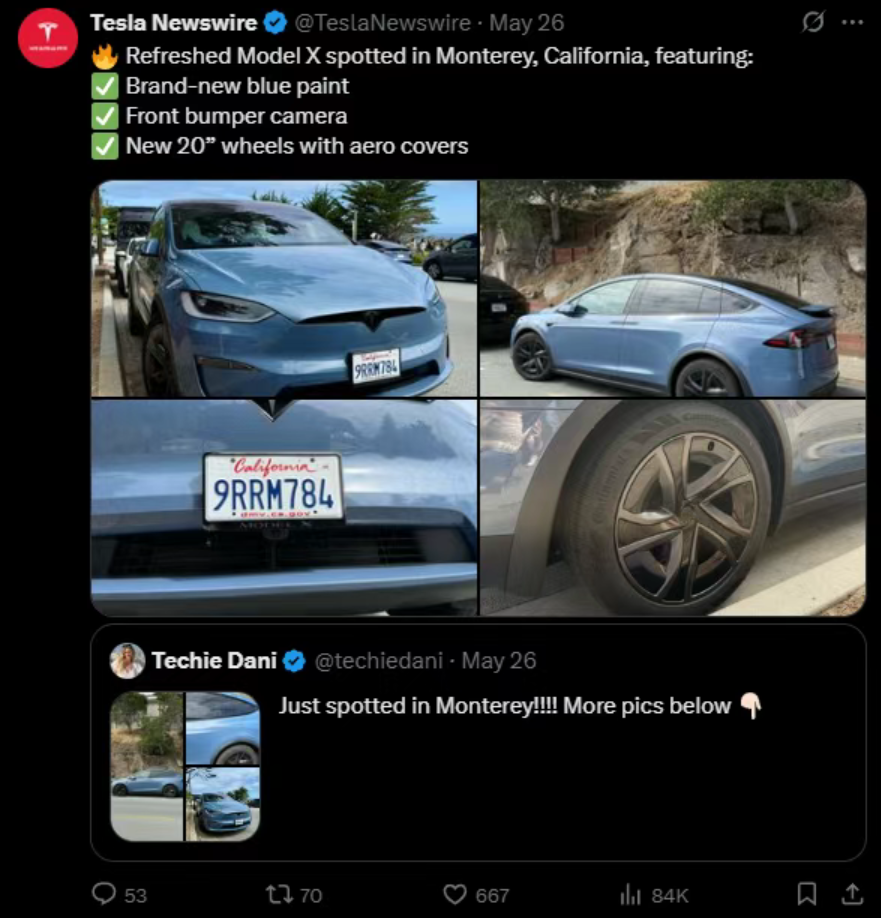 Tesla Newswire @TeslaNewswire · May 26
🔥 Refreshed Model X spotted in Monterey, California, featuring:
✅ Brand-new blue paint
✅ Front bumper camera
✅ New 20” wheels with aero covers
California
9RRM784
California
9RRM784
dmv.ca.gov
MODEL X
Continental
Techie Dani @techiedani · May 26
Just spotted in Monterey!!!! More pics below 👇🏻
53
70
667
84K